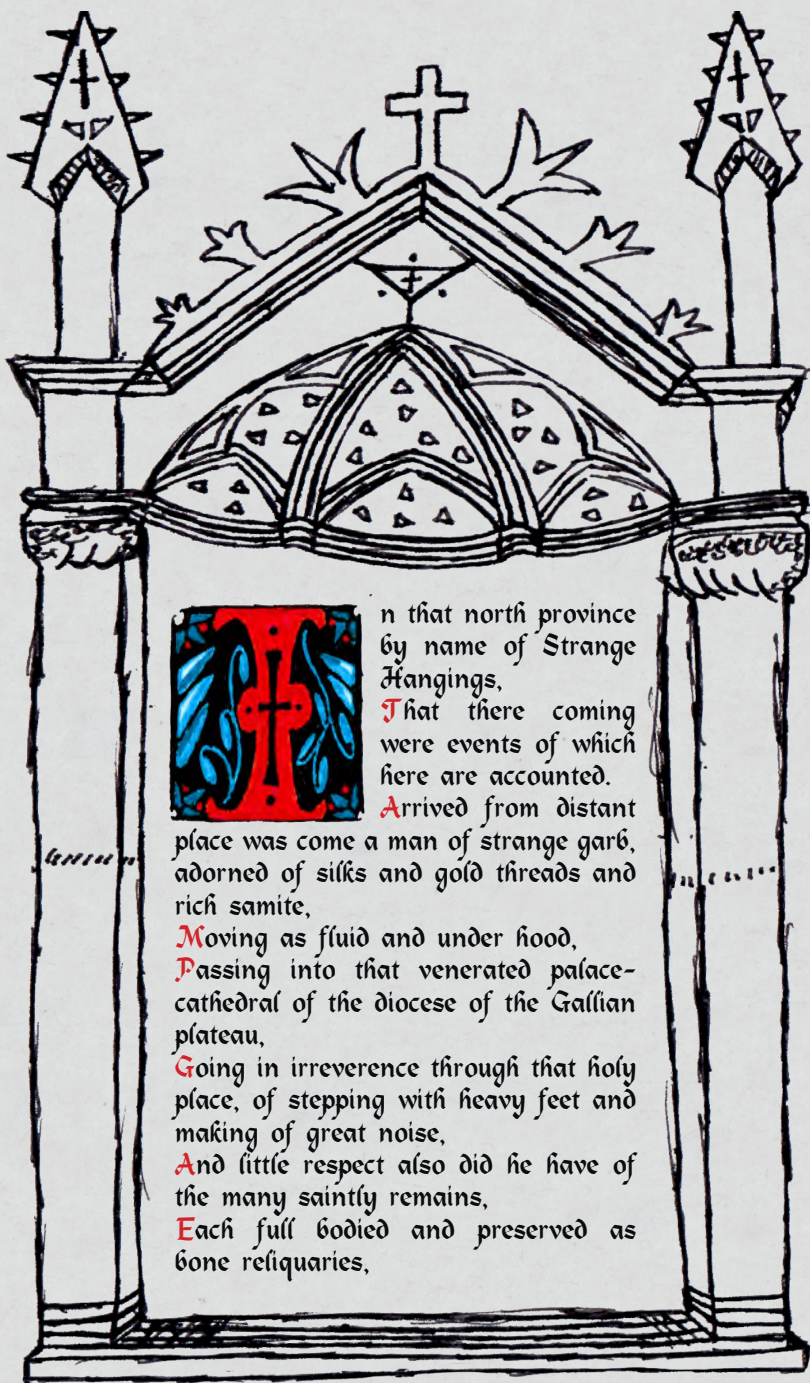 In that north province
by name of Strange
Hangings,
That there coming
were events of which
here are accounted.
Arrived from distant
place was come a man of strange garb,
adorned of silks and gold threads and
rich samite,
Moving as fluid and under hood,
Passing into that venerated palace-
cathedral of the diocese of the Gallian
plateau,
Going in irreverence through that holy
place, of stepping with heavy feet and
making of great noise,
And little respect also did he have of
the many saintly remains,
Each full bodied and preserved as
bone reliquaries,